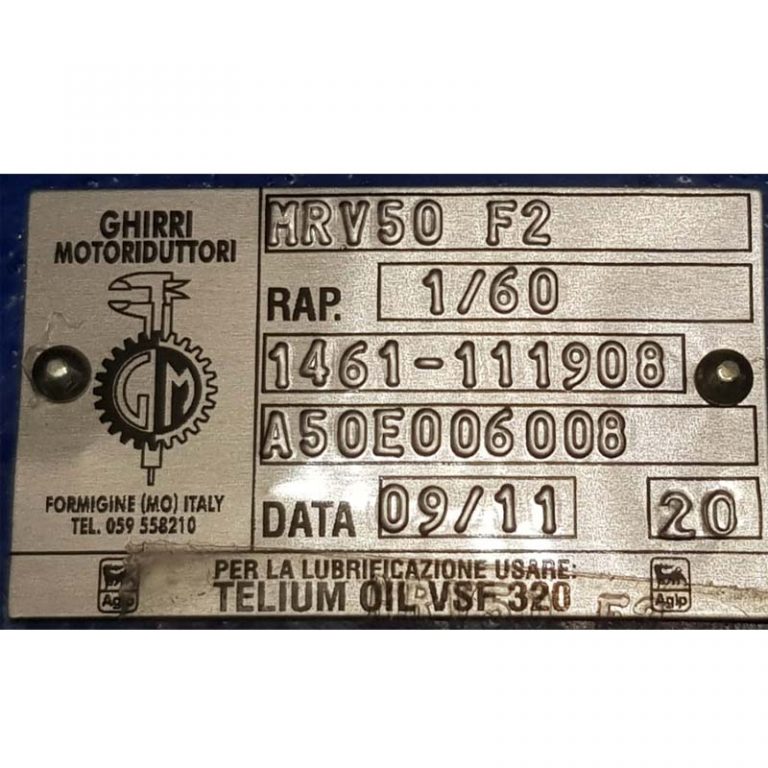 GHIRRI
MOTORIDUTTORI
GM
FORMIGINE (MO) ITALY
TEL. 059 558210
MRV50 F2
RAP. 1/60
1461-111908
A50E006008
DATA 09/11 20
PER LA LUBRIFICAZIONE USARE:
Agip TELIUM OIL VSF 320 Agip